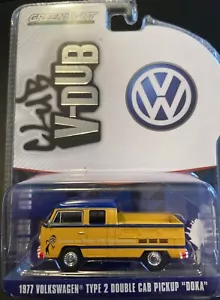 GREENLIGHT
Club
V-DUB
1977 VOLKSWAGEN® TYPE 2 DOUBLE CAB PICKUP "DOKA"